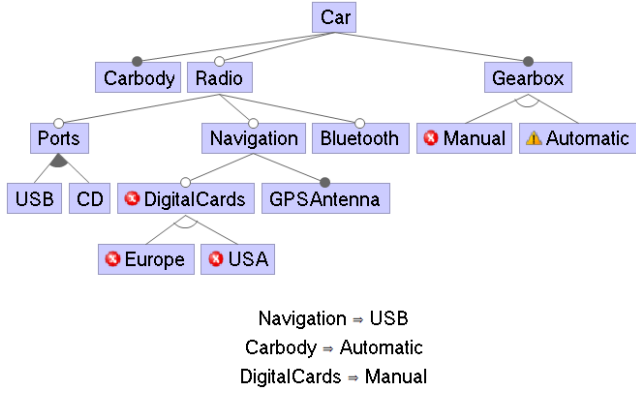 Car
Carbody Radio Gearbox
Ports Navigation Bluetooth Manual Automatic
USB CD DigitalCards GPSAntenna
Europe USA
Navigation ⇒ USB
Carbody ⇒ Automatic
DigitalCards ⇒ Manual